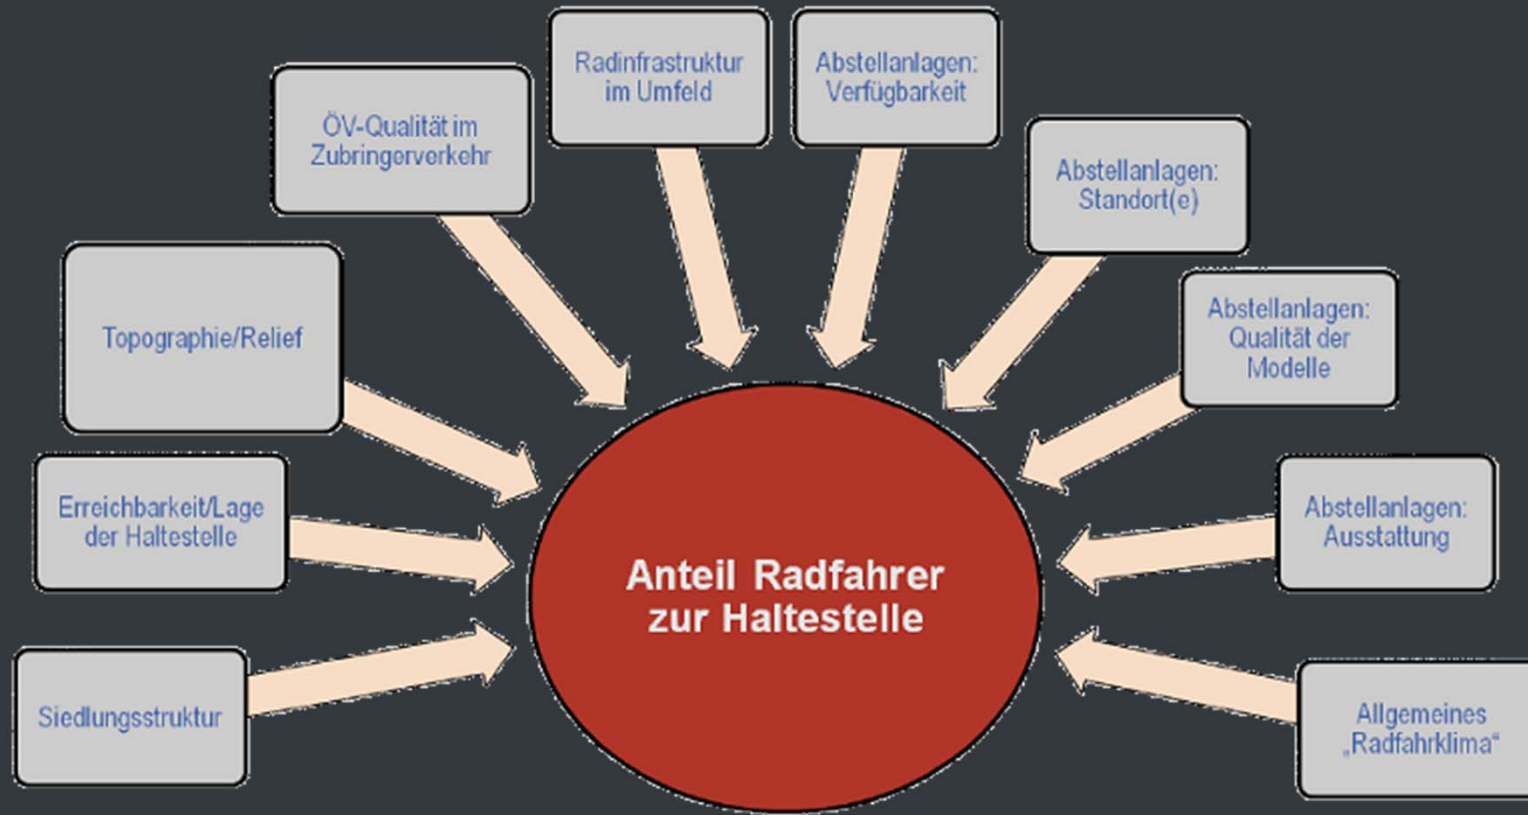 Siedlungsstruktur
Erreichbarkeit/Lage
der Haltestelle
Topographie/Relief
ÖV-Qualität im
Zubringerverkehr
Radinfrastruktur
im Umfeld
Abstellanlagen:
Verfügbarkeit
Abstellanlagen:
Standort(e)
Abstellanlagen:
Qualität der
Modelle
Abstellanlagen:
Ausstattung
Allgemeines
„Radfahrklima“
Anteil Radfahrer
zur Haltestelle